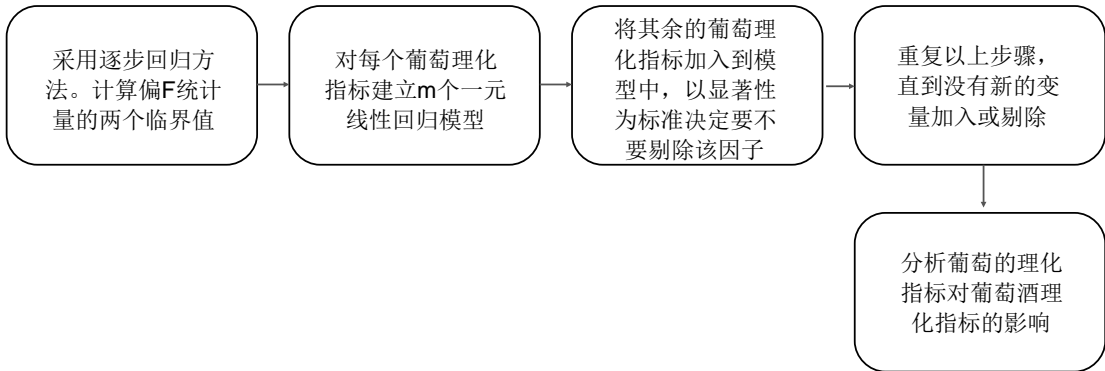 采用逐步回归方
法。计算偏F统计
量的两个临界值
对每个葡萄理化
指标建立m个一元
线性回归模型
将其余的葡萄理
化指标加入到模
型中，以显著性
为标准决定要不
要剔除该因子
重复以上步骤，
直到没有新的变
量加入或剔除
分析葡萄的理化
指标对葡萄酒理
化指标的影响